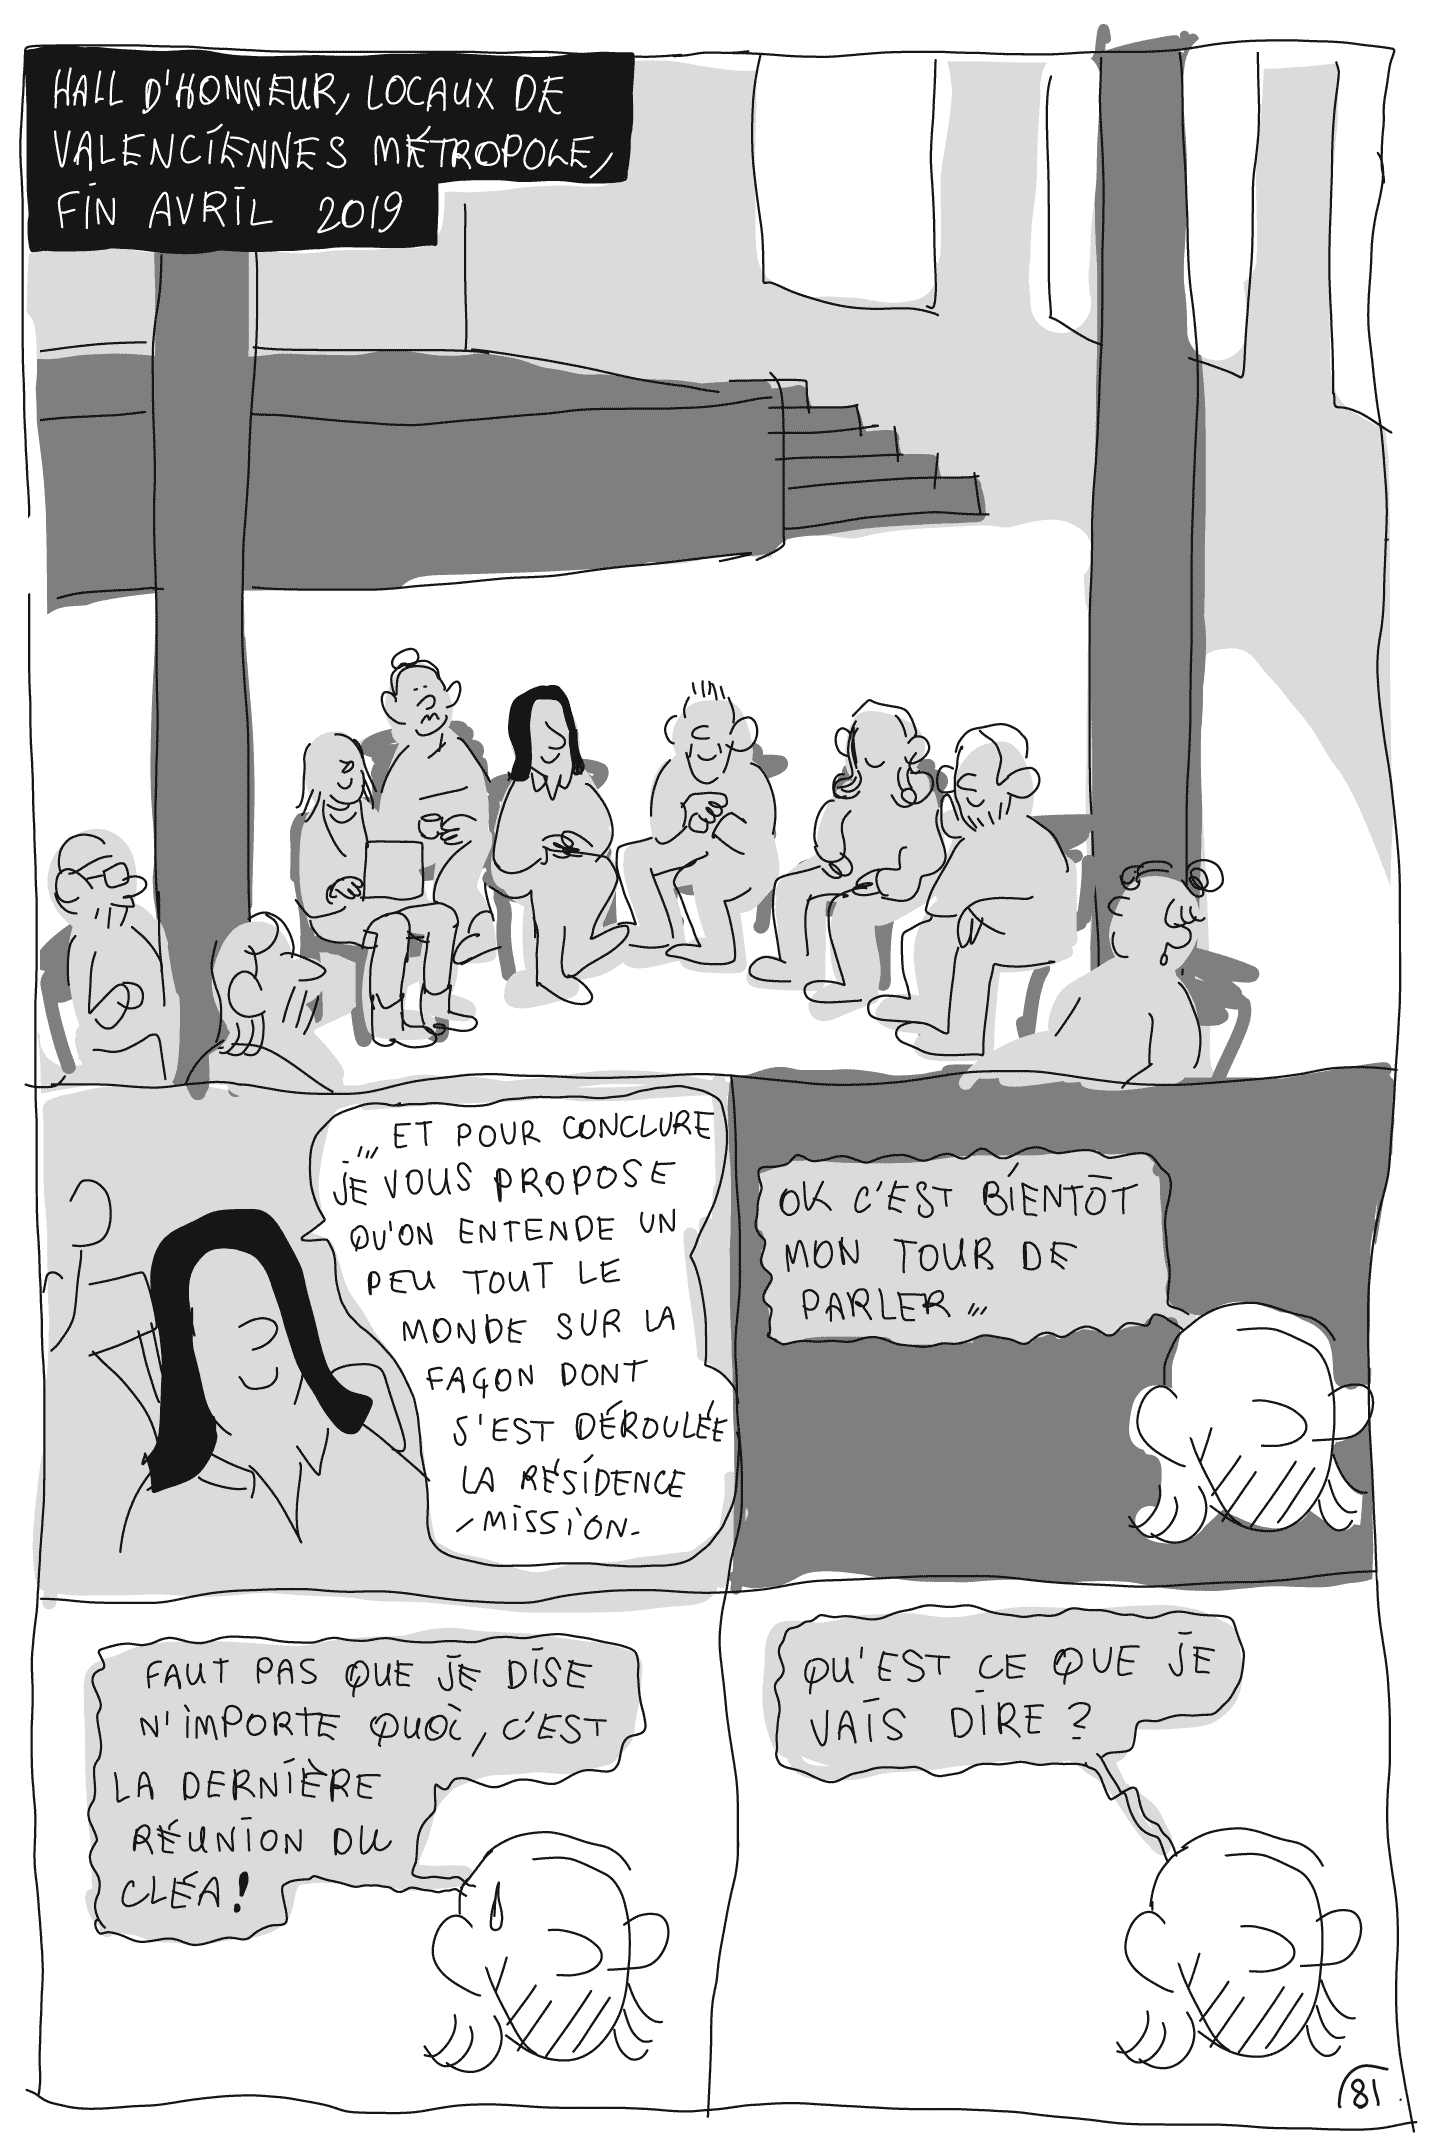 HALL D'HONNEUR, LOCAUX DE
VALENCIENNES MÉTROPOLE,
FIN AVRIL 2019
... ET POUR CONCLURE
JE VOUS PROPOSE
QU'ON ENTENDE UN
PEU TOUT LE
MONDE SUR LA
FAÇON DONT
S'EST DÉROULÉE
LA RÉSIDENCE
-MISSION-
OK C'EST BIENTÔT
MON TOUR DE
PARLER...
FAUT PAS QUE JE DISE
N'IMPORTE QUOI, C'EST
LA DERNIÈRE
RÉUNION DU
CLÉA!
QU'EST CE QUE JE
VAIS DIRE ?
81